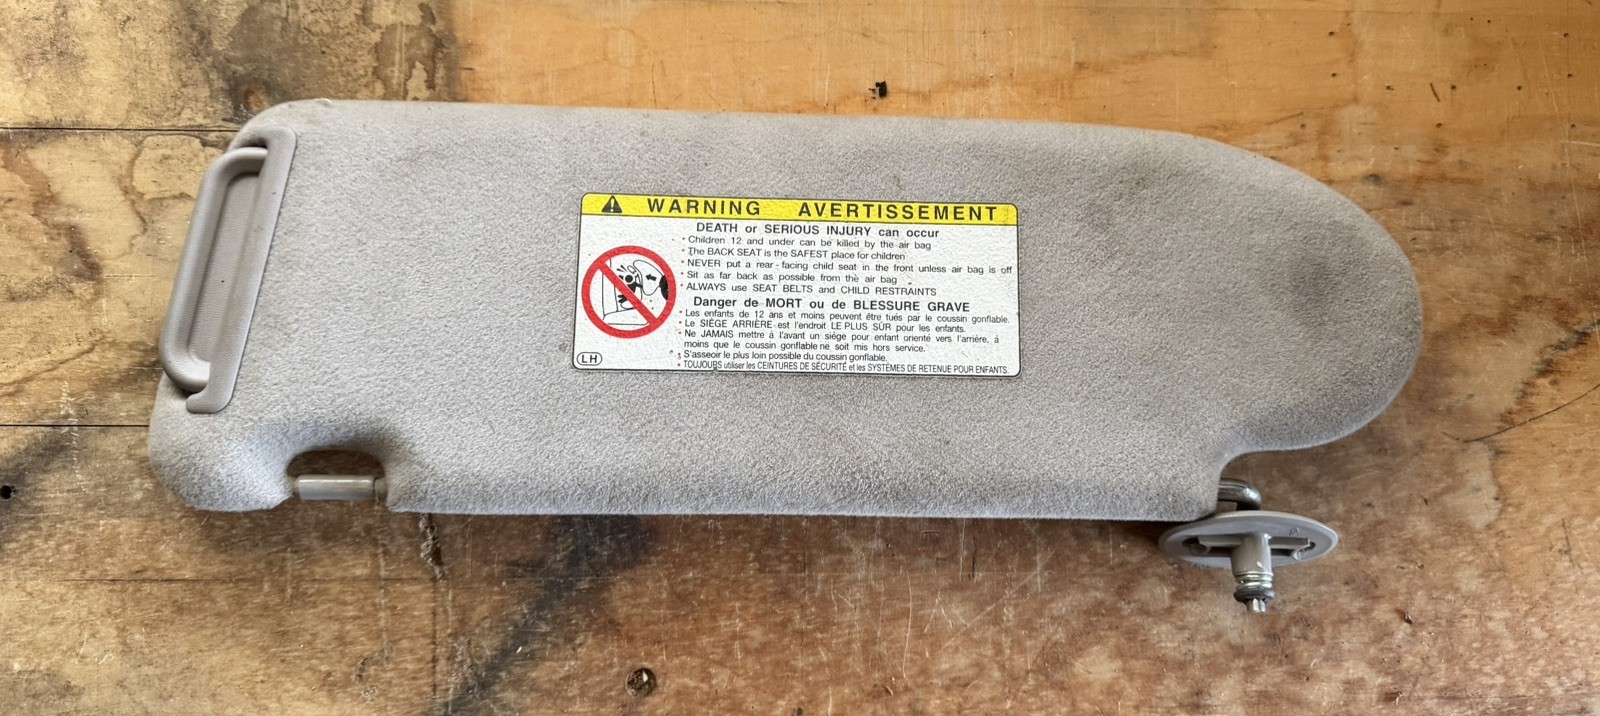 WARNING AVERTISSEMENT
DEATH or SERIOUS INJURY can occur
• Children 12 and under can be killed by the air bag
• The BACK SEAT is the SAFEST place for children
• NEVER put a rear-facing child seat in the front unless air bag is off
• Sit as far back as possible from the air bag
• ALWAYS use SEAT BELTS and CHILD RESTRAINTS
Danger de MORT ou de BLESSURE GRAVE
• Les enfants de 12 ans et moins peuvent être tués par le coussin gonflable.
• Le SIÈGE ARRIÈRE est l'endroit LE PLUS SÛR pour les enfants.
• Ne JAMAIS mettre à l'avant un siège pour enfant orienté vers l'arrière, à
moins que le coussin gonflable ne soit mis hors service.
• S'asseoir le plus loin possible du coussin gonflable.
• TOUJOURS utiliser les CEINTURES DE SÉCURITÉ et les SYSTÈMES DE RETENUE POUR ENFANTS.
LH